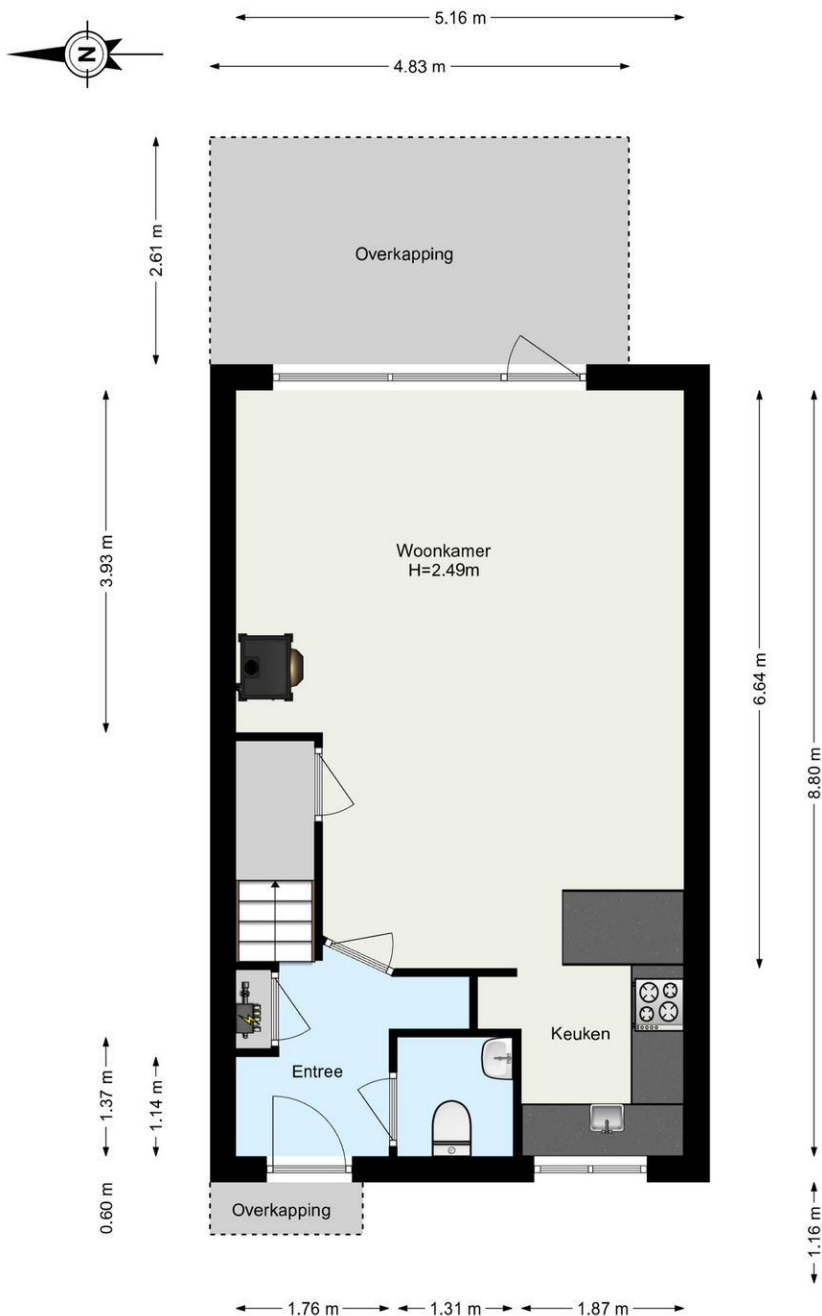 5.16 m
N
4.83 m
2.61 m
Overkapping
3.93 m
Woonkamer
H=2.49m
6.64 m
8.80 m
Keuken
Entree
1.37 m
1.14 m
0.60 m
Overkapping
1.16 m
1.76 m
1.31 m
1.87 m